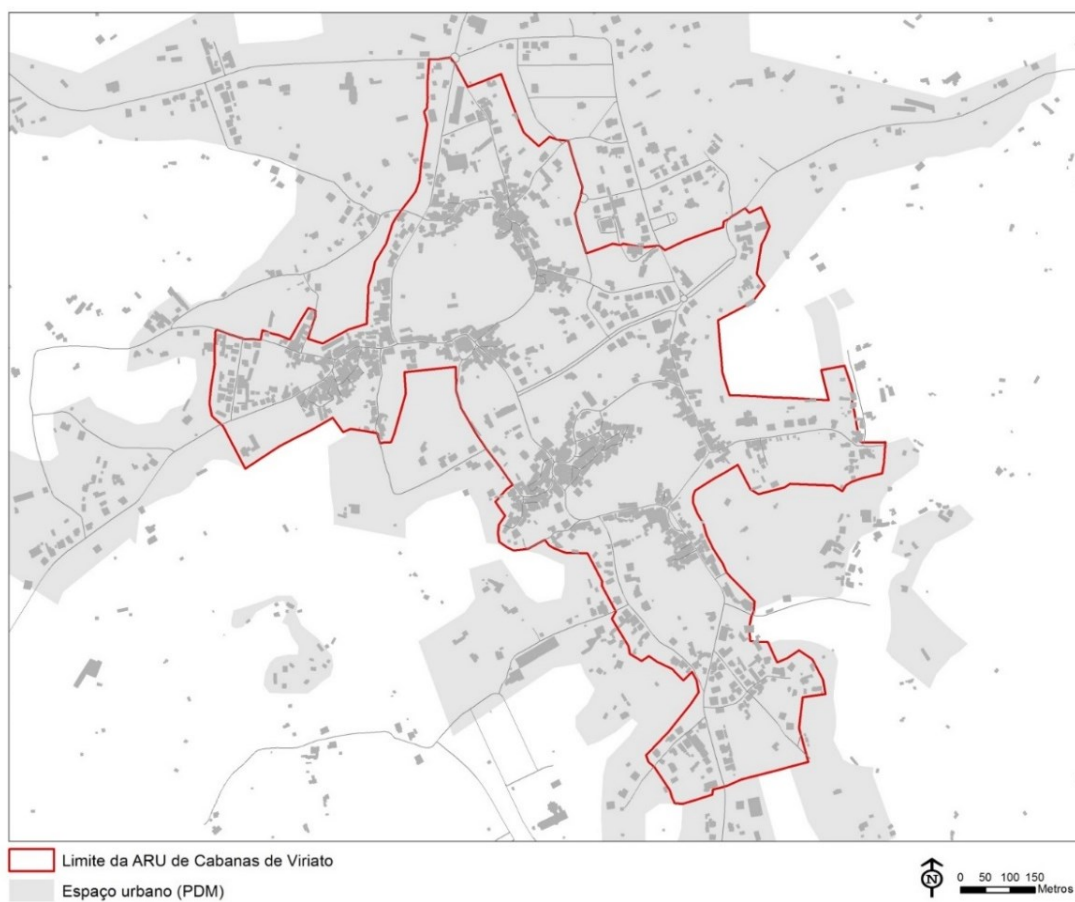 Limite da ARU de Cabanas de Viriato
Espaço urbano (PDM)
N
0 50 100 150
Metros